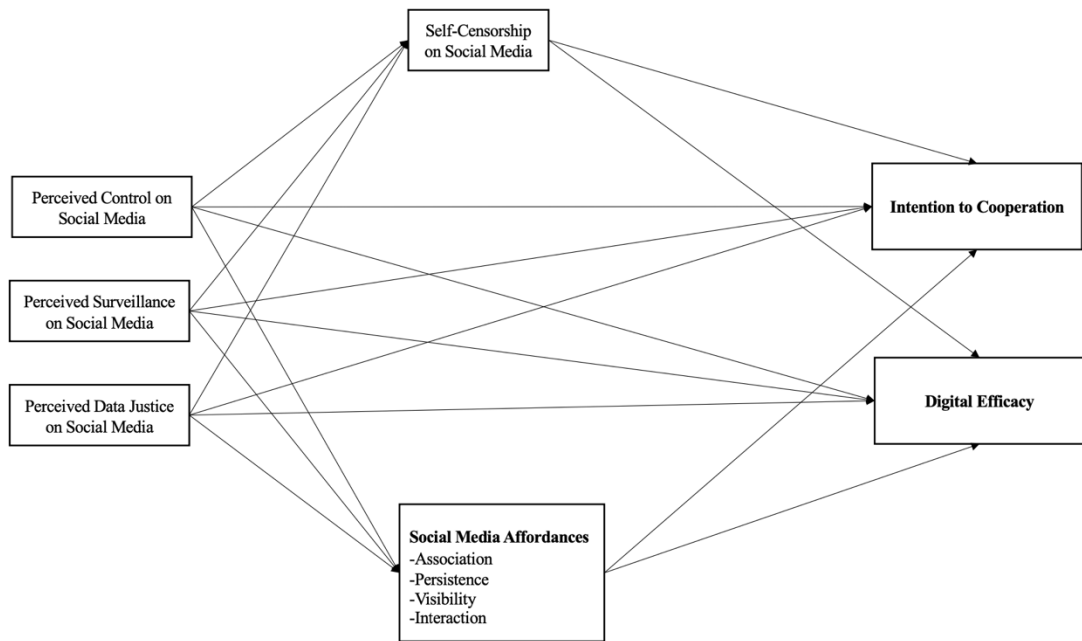 Self-Censorship
on Social Media
Perceived Control on
Social Media
Intention to Cooperation
Perceived Surveillance
on Social Media
Perceived Data Justice
on Social Media
Digital Efficacy
Social Media Affordances
-Association
-Persistence
-Visibility
-Interaction